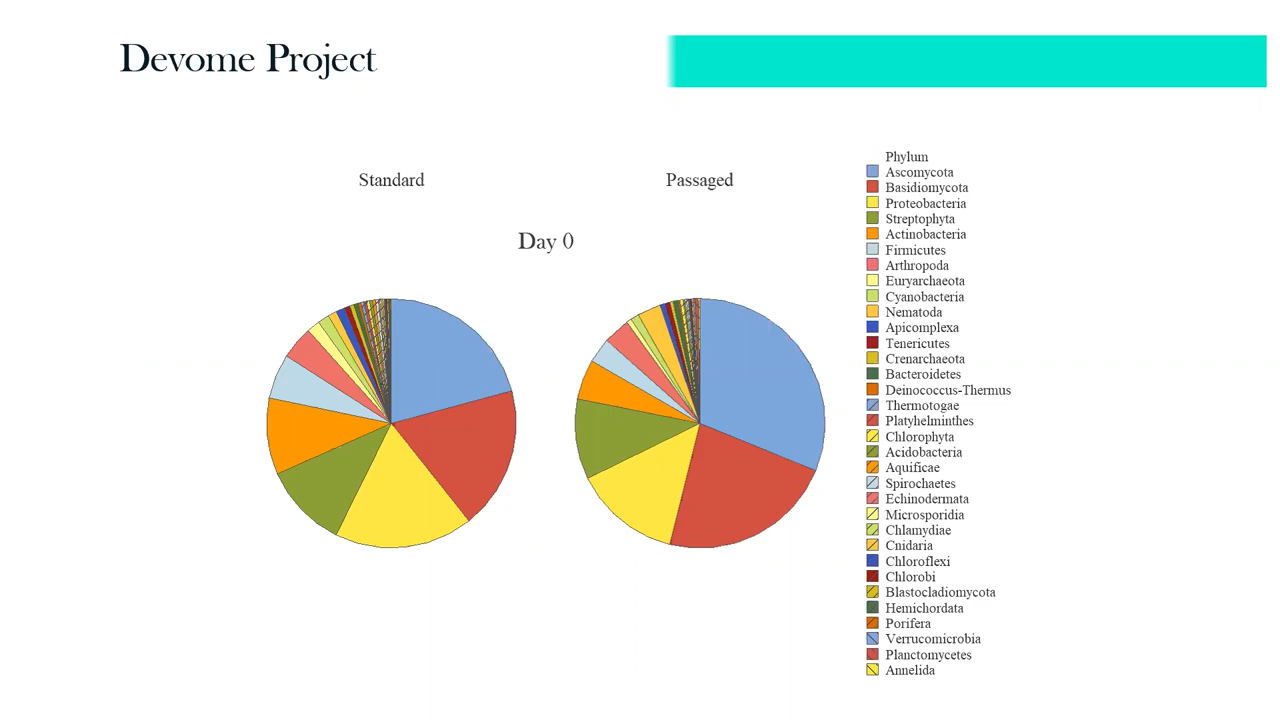 Devome Project
Standard
Passaged
Day 0
Phylum
Ascomycota
Basidiomycota
Proteobacteria
Streptophyta
Actinobacteria
Firmicutes
Arthropoda
Euryarchaeota
Cyanobacteria
Nematoda
Apicomplexa
Tenericutes
Crenarchaeota
Bacteroidetes
Deinococcus-Thermus
Thermotogae
Platyhelminthes
Chlorophyta
Acidobacteria
Aquificae
Spirochaetes
Echinodermata
Microsporidia
Chlamydiae
Cnidaria
Chloroflexi
Chlorobi
Blastocladiomycota
Hemichordata
Porifera
Verrucomicrobia
Planctomycetes
Annelida